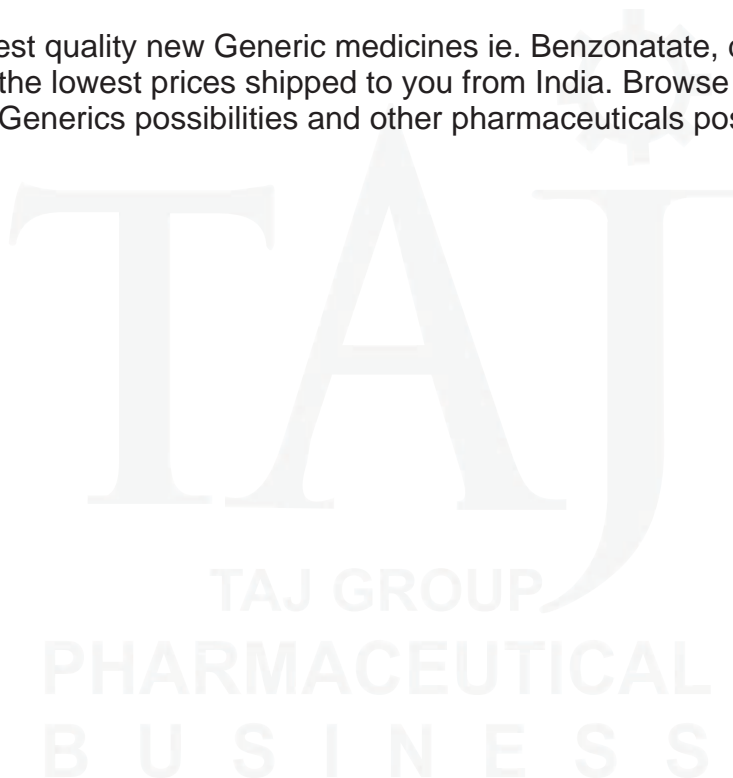 est quality new Generic medicines ie. Benzonatate,
the lowest prices shipped to you from India. Browse
Generics possibilities and other pharmaceuticals
TAJ
TAJ GROUP
PHARMACEUTICAL
BUSINESS